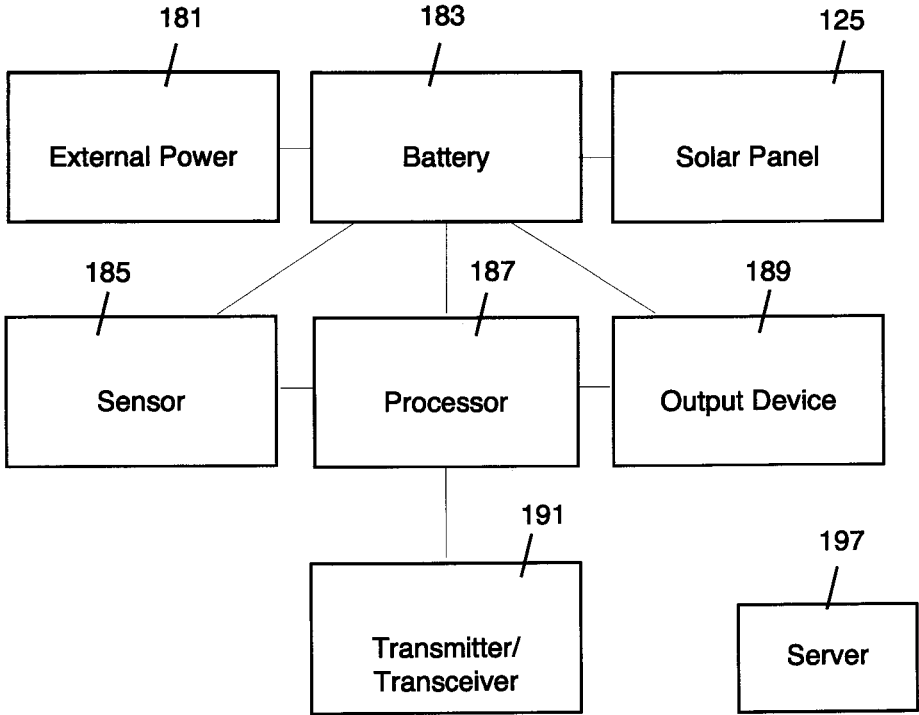 181
183
125
External Power
Battery
Solar Panel
185
187
189
Sensor
Processor
Output Device
191
197
Transmitter/
Transceiver
Server